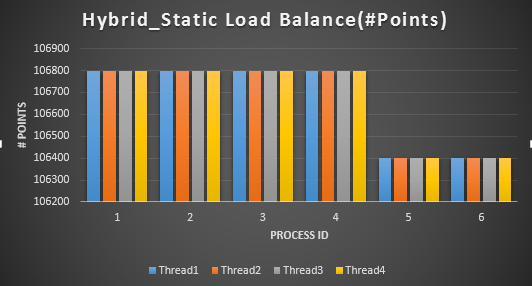 Hybrid_Static Load Balance(#Points)
106900
106800
106700
106600
106500
106400
106300
106200
# POINTS
1 2 3 4 5 6
PROCESS ID
Thread1 Thread2 Thread3 Thread4